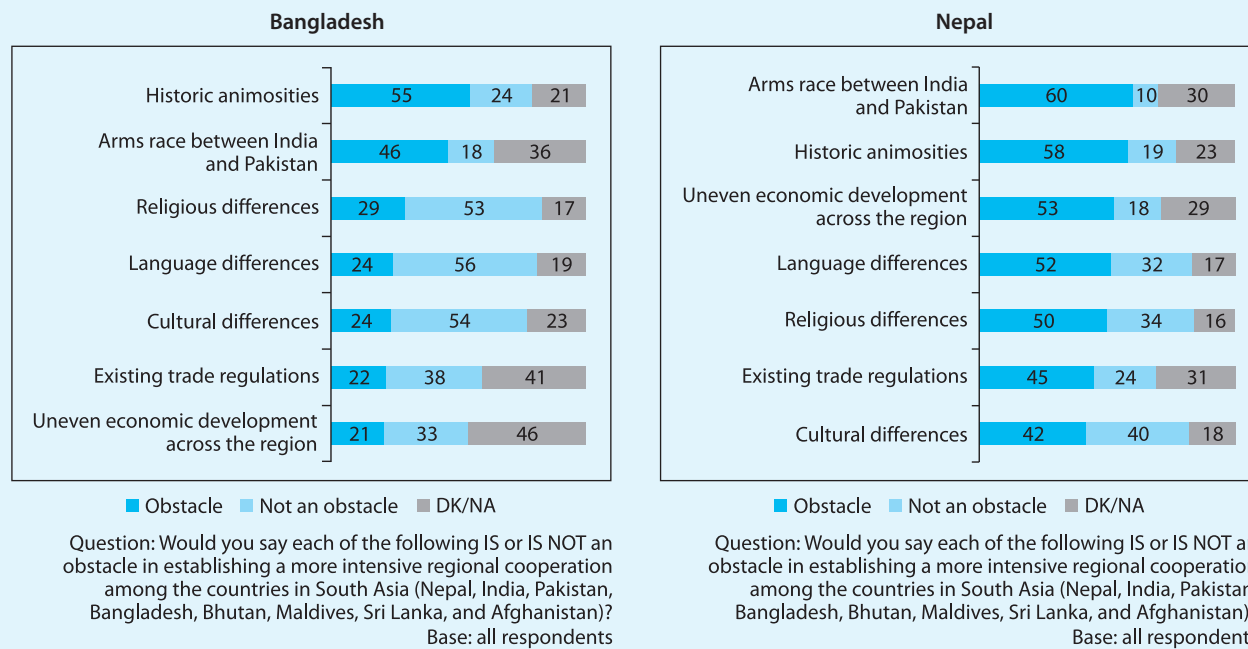 Bangladesh
Historic animosities
55 24 21
Arms race between India
and Pakistan
46 18 36
Religious differences
29 53 17
Language differences
24 56 19
Cultural differences
24 54 23
Existing trade regulations
22 38 41
Uneven economic development
across the region
21 33 46
Obstacle Not an obstacle DK/NA
Question: Would you say each of the following IS or IS NOT an
obstacle in establishing a more intensive regional cooperation
among the countries in South Asia (Nepal, India, Pakistan,
Bangladesh, Bhutan, Maldives, Sri Lanka, and Afghanistan)?
Base: all respondents
Nepal
Arms race between India
and Pakistan
60 10 30
Historic animosities
58 19 23
Uneven economic development
across the region
53 18 29
Language differences
52 32 17
Religious differences
50 34 16
Existing trade regulations
45 24 31
Cultural differences
42 40 18
Obstacle Not an obstacle DK/NA
Question: Would you say each of the following IS or IS NOT a
obstacle in establishing a more intensive regional cooperatio
among the countries in South Asia (Nepal, India, Pakistan
Bangladesh, Bhutan, Maldives, Sri Lanka, and Afghanistan)
Base: all respondent